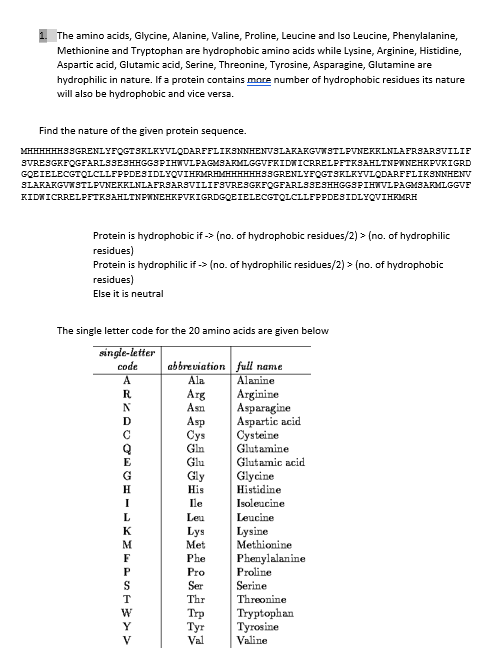 1. The amino acids, Glycine, Alanine, Valine, Proline, Leucine and Iso Leucine, Phenylalanine,
Methionine and Tryptophan are hydrophobic amino acids while Lysine, Arginine, Histidine,
Aspartic acid, Glutamic acid, Serine, Threonine, Tyrosine, Asparagine, Glutamine are
hydrophilic in nature. If a protein contains more number of hydrophobic residues its nature
will also be hydrophobic and vice versa.
Find the nature of the given protein sequence.
MHHHHHHSSGRENLYFQGTSKLKYVLQDARFFLIKSNNHENVSLAKAKGVWSTLPVNEKKLNLAFRSARSVILIF
SVRESGKFQGFARLSSESHHGGSPIHWVLPAGMSAKMLGGVFKIDWICRRELPFTKSAHLTNPWNEHKPVKIGRD
GQEIELECGTQLCLLFPPDESIDLYQVIHKMRHMHHHHHHSSGRENLYFQGTSKLKYVLQDARFFLIKSNNHENV
SLAKAKGVWSTLPVNEKKLNLAFRSARSVILIFSVRESGKFQGFARLSSESHHGGSPIHWVLPAGMSAKMLGGVF
KIDWICRRELPFTKSAHLTNPWNEHKPVKIGRDGQEIELECGTQLCLLFPPDESIDLYQVIHKMRH
Protein is hydrophobic if -> (no. of hydrophobic residues/2) > (no. of hydrophilic
residues)
Protein is hydrophilic if -> (no. of hydrophilic residues/2) > (no. of hydrophobic
residues)
Else it is neutral
The single letter code for the 20 amino acids are given below
single-letter
code abbreviation full name
A Ala Alanine
R Arg Arginine
N Asn Asparagine
D Asp Aspartic acid
C Cys Cysteine
Q Gln Glutamine
E Glu Glutamic acid
G Gly Glycine
H His Histidine
I Ile Isoleucine
L Leu Leucine
K Lys Lysine
M Met Methionine
F Phe Phenylalanine
P Pro Proline
S Ser Serine
T Thr Threonine
W Trp Tryptophan
Y Tyr Tyrosine
V Val Valine